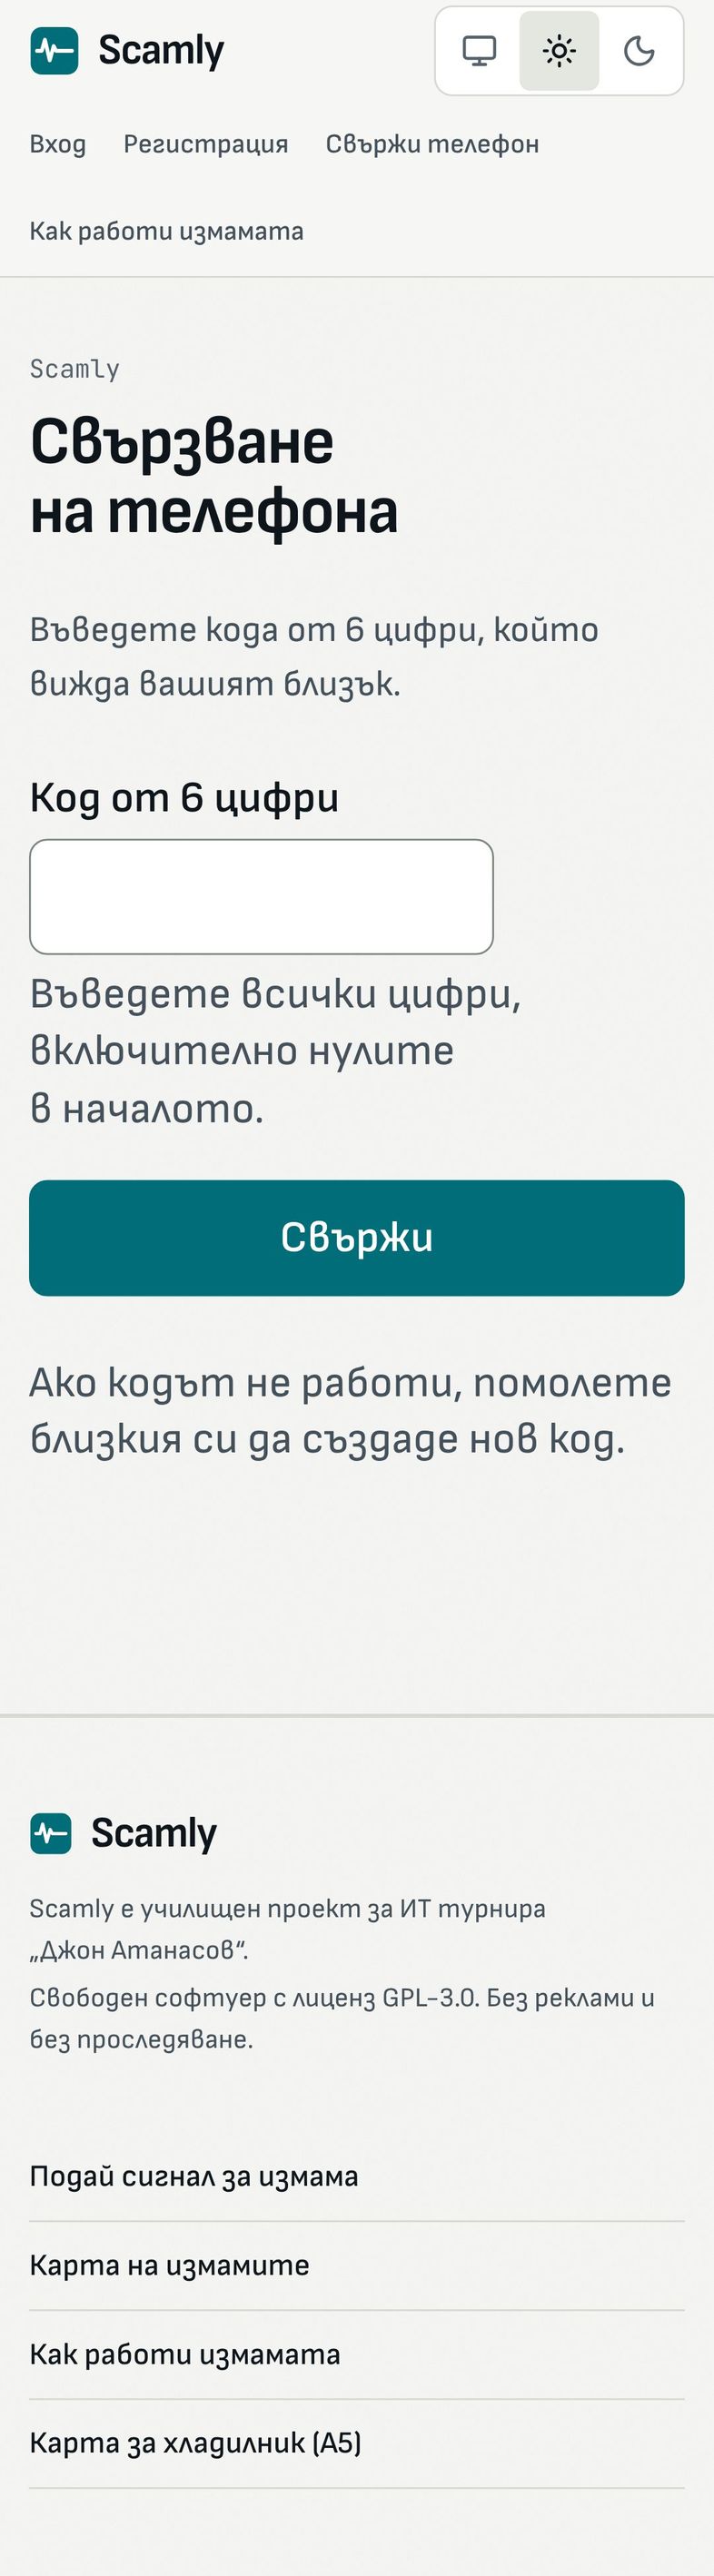 Scamly
Вход Регистрация Свържи телефон
Как работи измамата
Scamly
Свързване
на телефона
Въведете кода от 6 цифри, който
вижда вашият близък.
Код от 6 цифри
Въведете всички цифри,
включително нулите
в началото.
Свържи
Ако кодът не работи, помолете
близкия си да създаде нов код.
Scamly
Scamly е училищен проект за ИТ турнира
„Джон Атанасов“.
Свободен софтуер с лиценз GPL-3.0. Без реклами и
без проследяване.
Подай сигнал за измама
Карта на измамите
Как работи измамата
Карта за хладилник (А5)